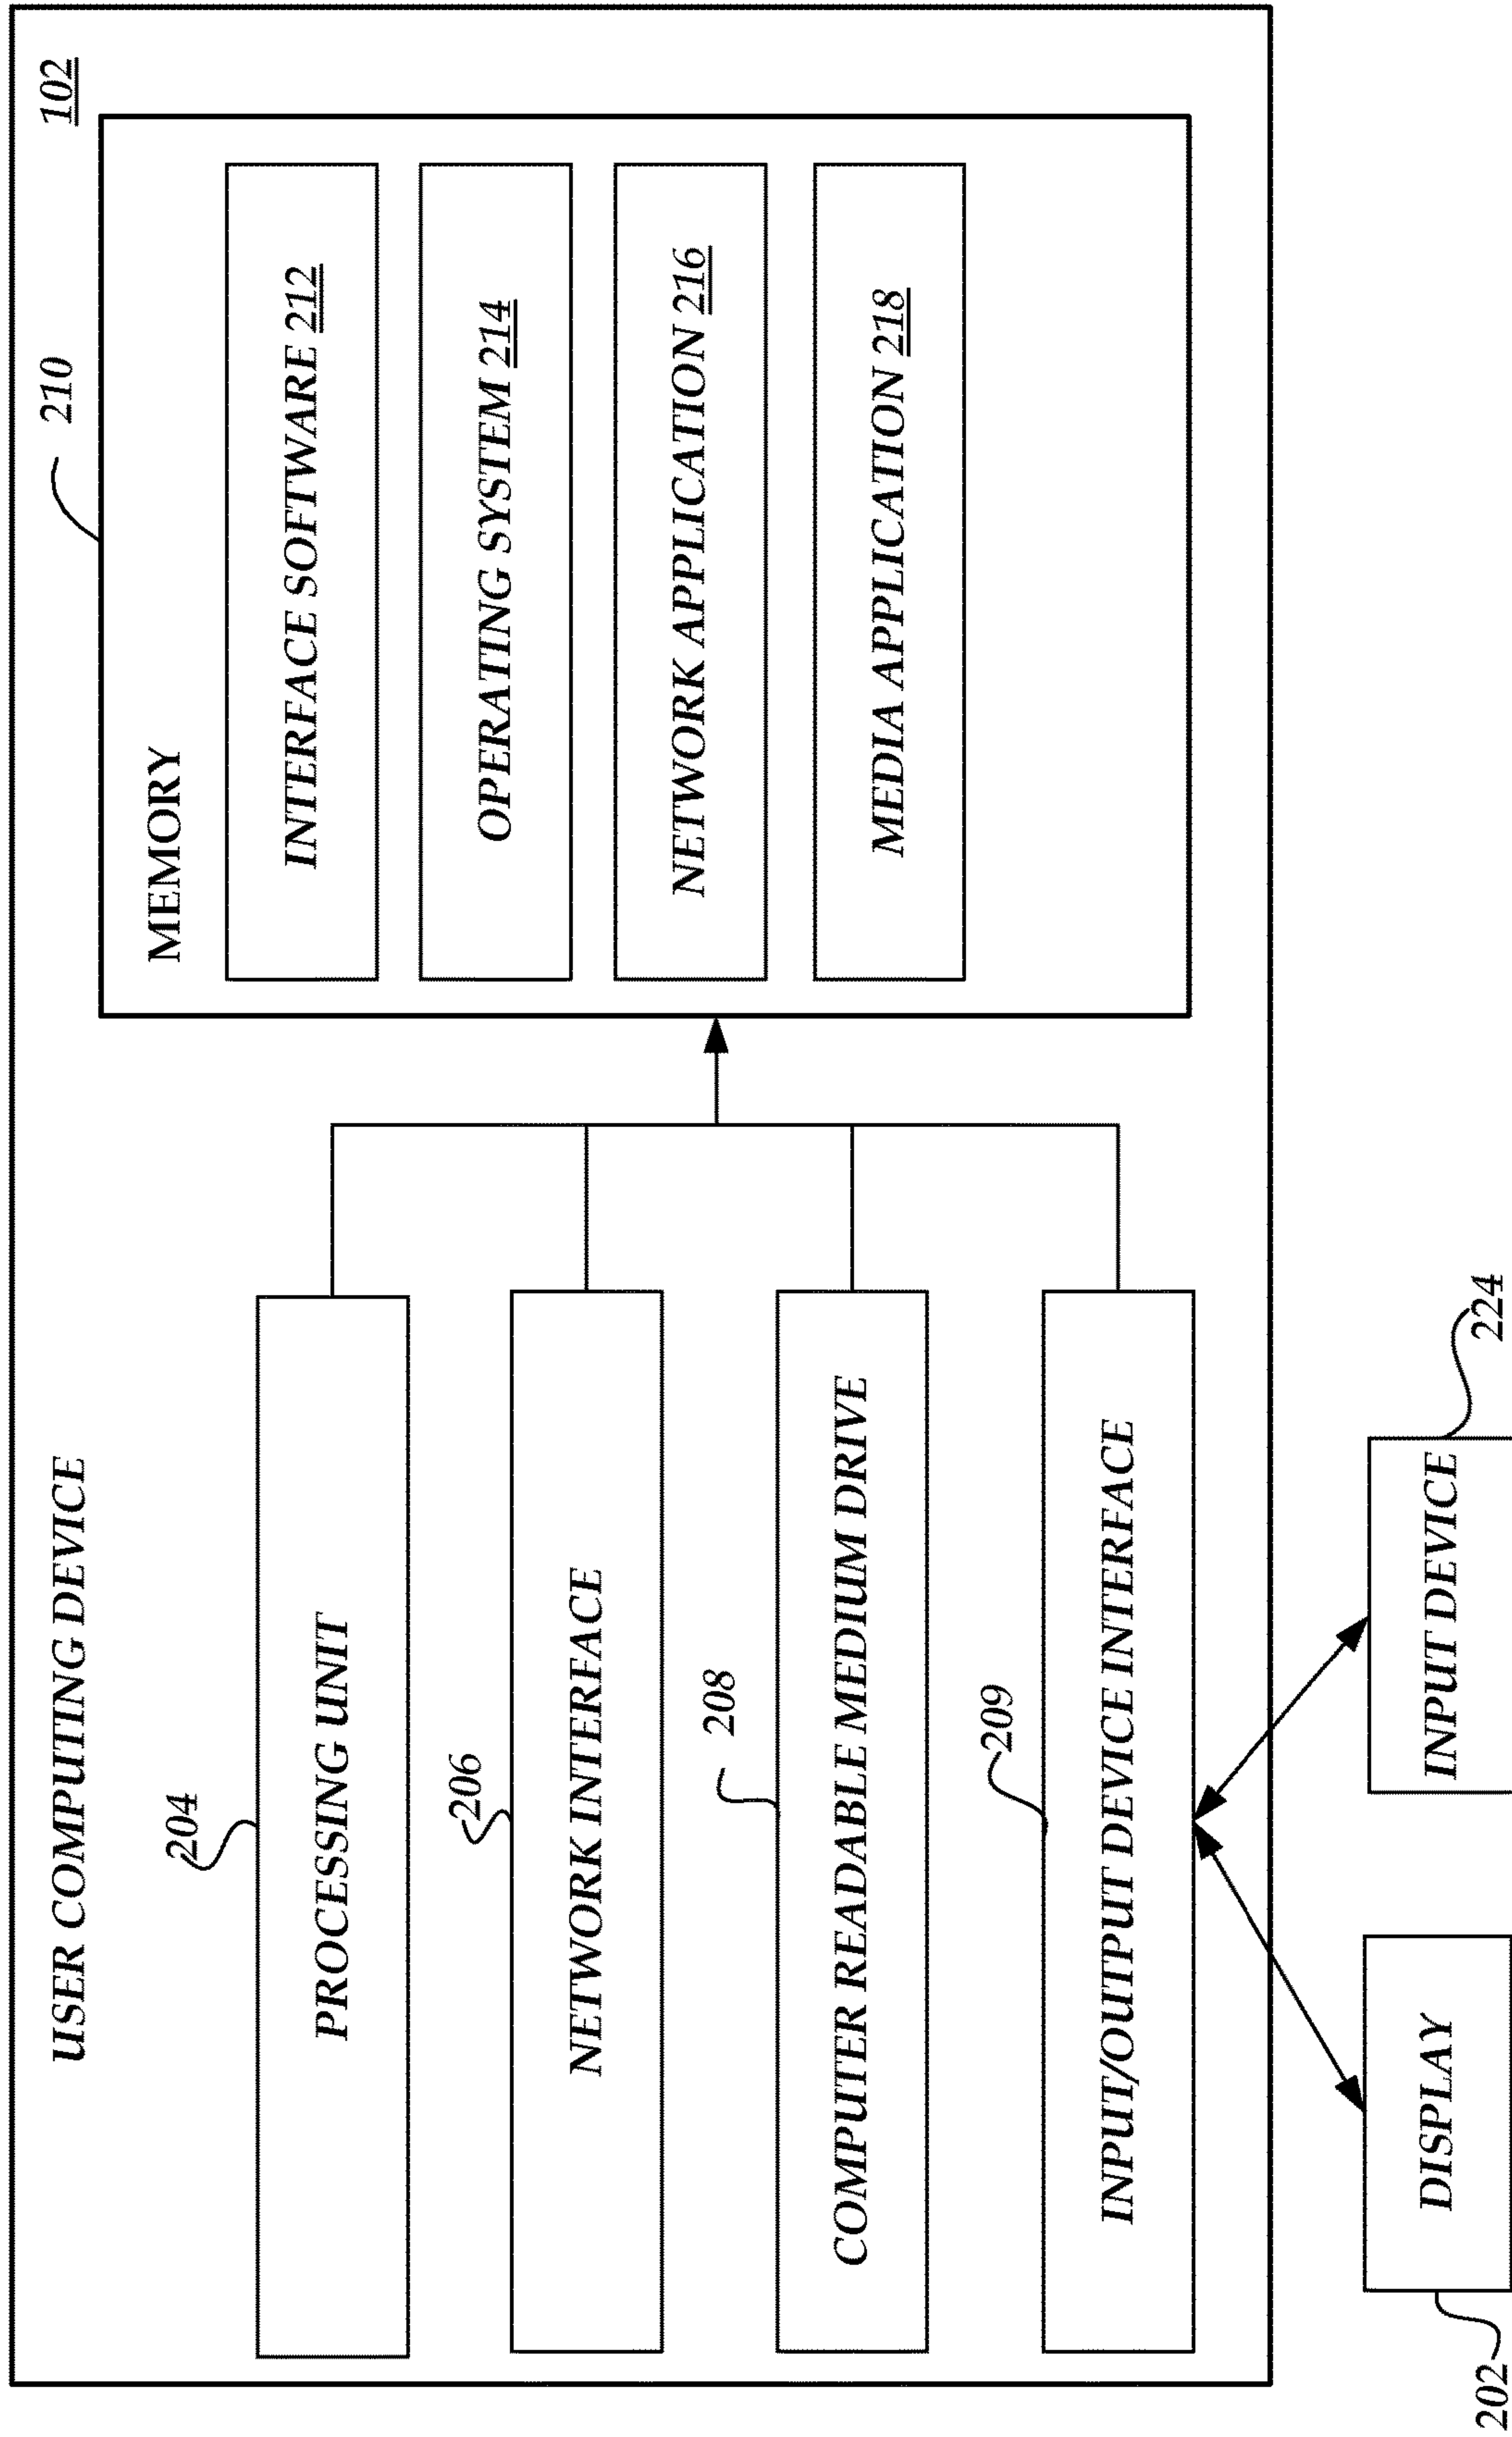 USER COMPUTING DEVICE
102
204
PROCESSING UNIT
206
NETWORK INTERFACE
208
COMPUTER READABLE MEDIUM DRIVE
209
INPUT/OUTPUT DEVICE INTERFACE
210
MEMORY
INTERFACE SOFTWARE 212
OPERATING SYSTEM 214
NETWORK APPLICATION 216
MEDIA APPLICATION 218
DISPLAY
202
INPUT DEVICE
224